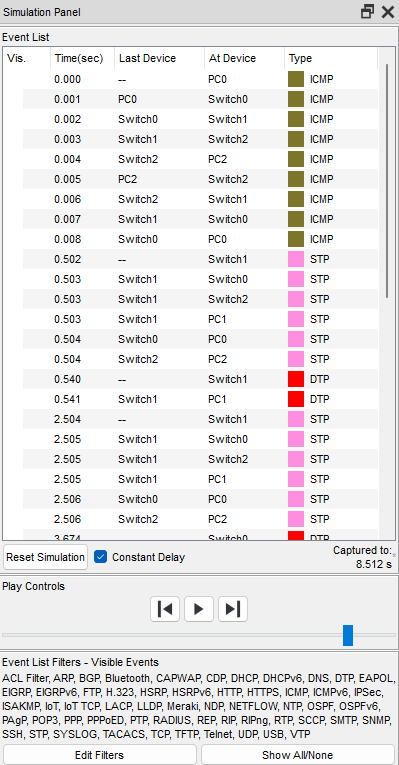 Simulation Panel
Event List
Vis. Time(sec) Last Device At Device Type
0.000 -- PC0 ICMP
0.001 PC0 Switch0 ICMP
0.002 Switch0 Switch1 ICMP
0.003 Switch1 Switch2 ICMP
0.004 Switch2 PC2 ICMP
0.005 PC2 Switch2 ICMP
0.006 Switch2 Switch1 ICMP
0.007 Switch1 Switch0 ICMP
0.008 Switch0 PC0 ICMP
0.502 -- Switch1 STP
0.503 Switch1 Switch0 STP
0.503 Switch1 Switch2 STP
0.503 Switch1 PC1 STP
0.504 Switch0 PC0 STP
0.504 Switch2 PC2 STP
0.540 -- Switch1 DTP
0.541 Switch1 PC1 DTP
2.504 -- Switch1 STP
2.505 Switch1 Switch0 STP
2.505 Switch1 Switch2 STP
2.505 Switch1 PC1 STP
2.506 Switch0 PC0 STP
2.506 Switch2 PC2 STP
3.674 Switch0 DTP
Reset Simulation Constant Delay Captured to:
8.512 s
Play Controls
Event List Filters - Visible Events
ACL Filter, ARP, BGP, Bluetooth, CAPWAP, CDP, DHCP, DHCPv6, DNS, DTP, EAPOL,
EIGRP, EIGRPv6, FTP, H.323, HSRP, HSRPv6, HTTP, HTTPS, ICMP, ICMPv6, IPSec,
ISAKMP, IoT, IoT TCP, LACP, LLDP, Meraki, NDP, NETFLOW, NTP, OSPF, OSPFv6,
PAgP, POP3, PPP, PPPoED, PTP, RADIUS, REP, RIP, RIPng, RTP, SCCP, SMTP, SNMP,
SSH, STP, SYSLOG, TACACS, TCP, TFTP, Telnet, UDP, USB, VTP
Edit Filters Show All/None